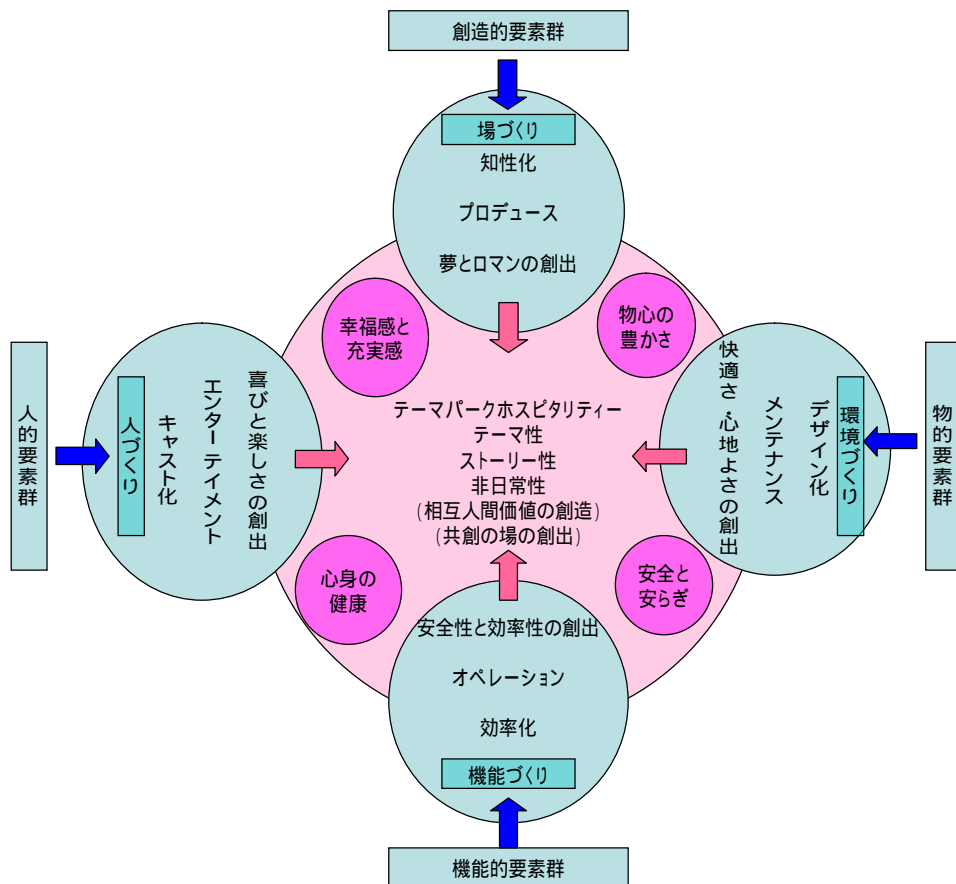 創造的要素群
場づくり
知性化
プロデュース
夢とロマンの創出
幸福感と
充実感
物心の
豊かさ
人的要素群
人づくり
キャスト化
エンターテイメント
喜びと楽しさの創出
テーマパークホスピタリティー
テーマ性
ストーリー性
非日常性
(相互人間価値の創造)
(共創の場の創出)
快適さ、心地よさの創出
メンテナンス
デザイン化
環境づくり
物的要素群
心身の
健康
安全と
安らぎ
安全性と効率性の創出
オペレーション
効率化
機能づくり
機能的要素群